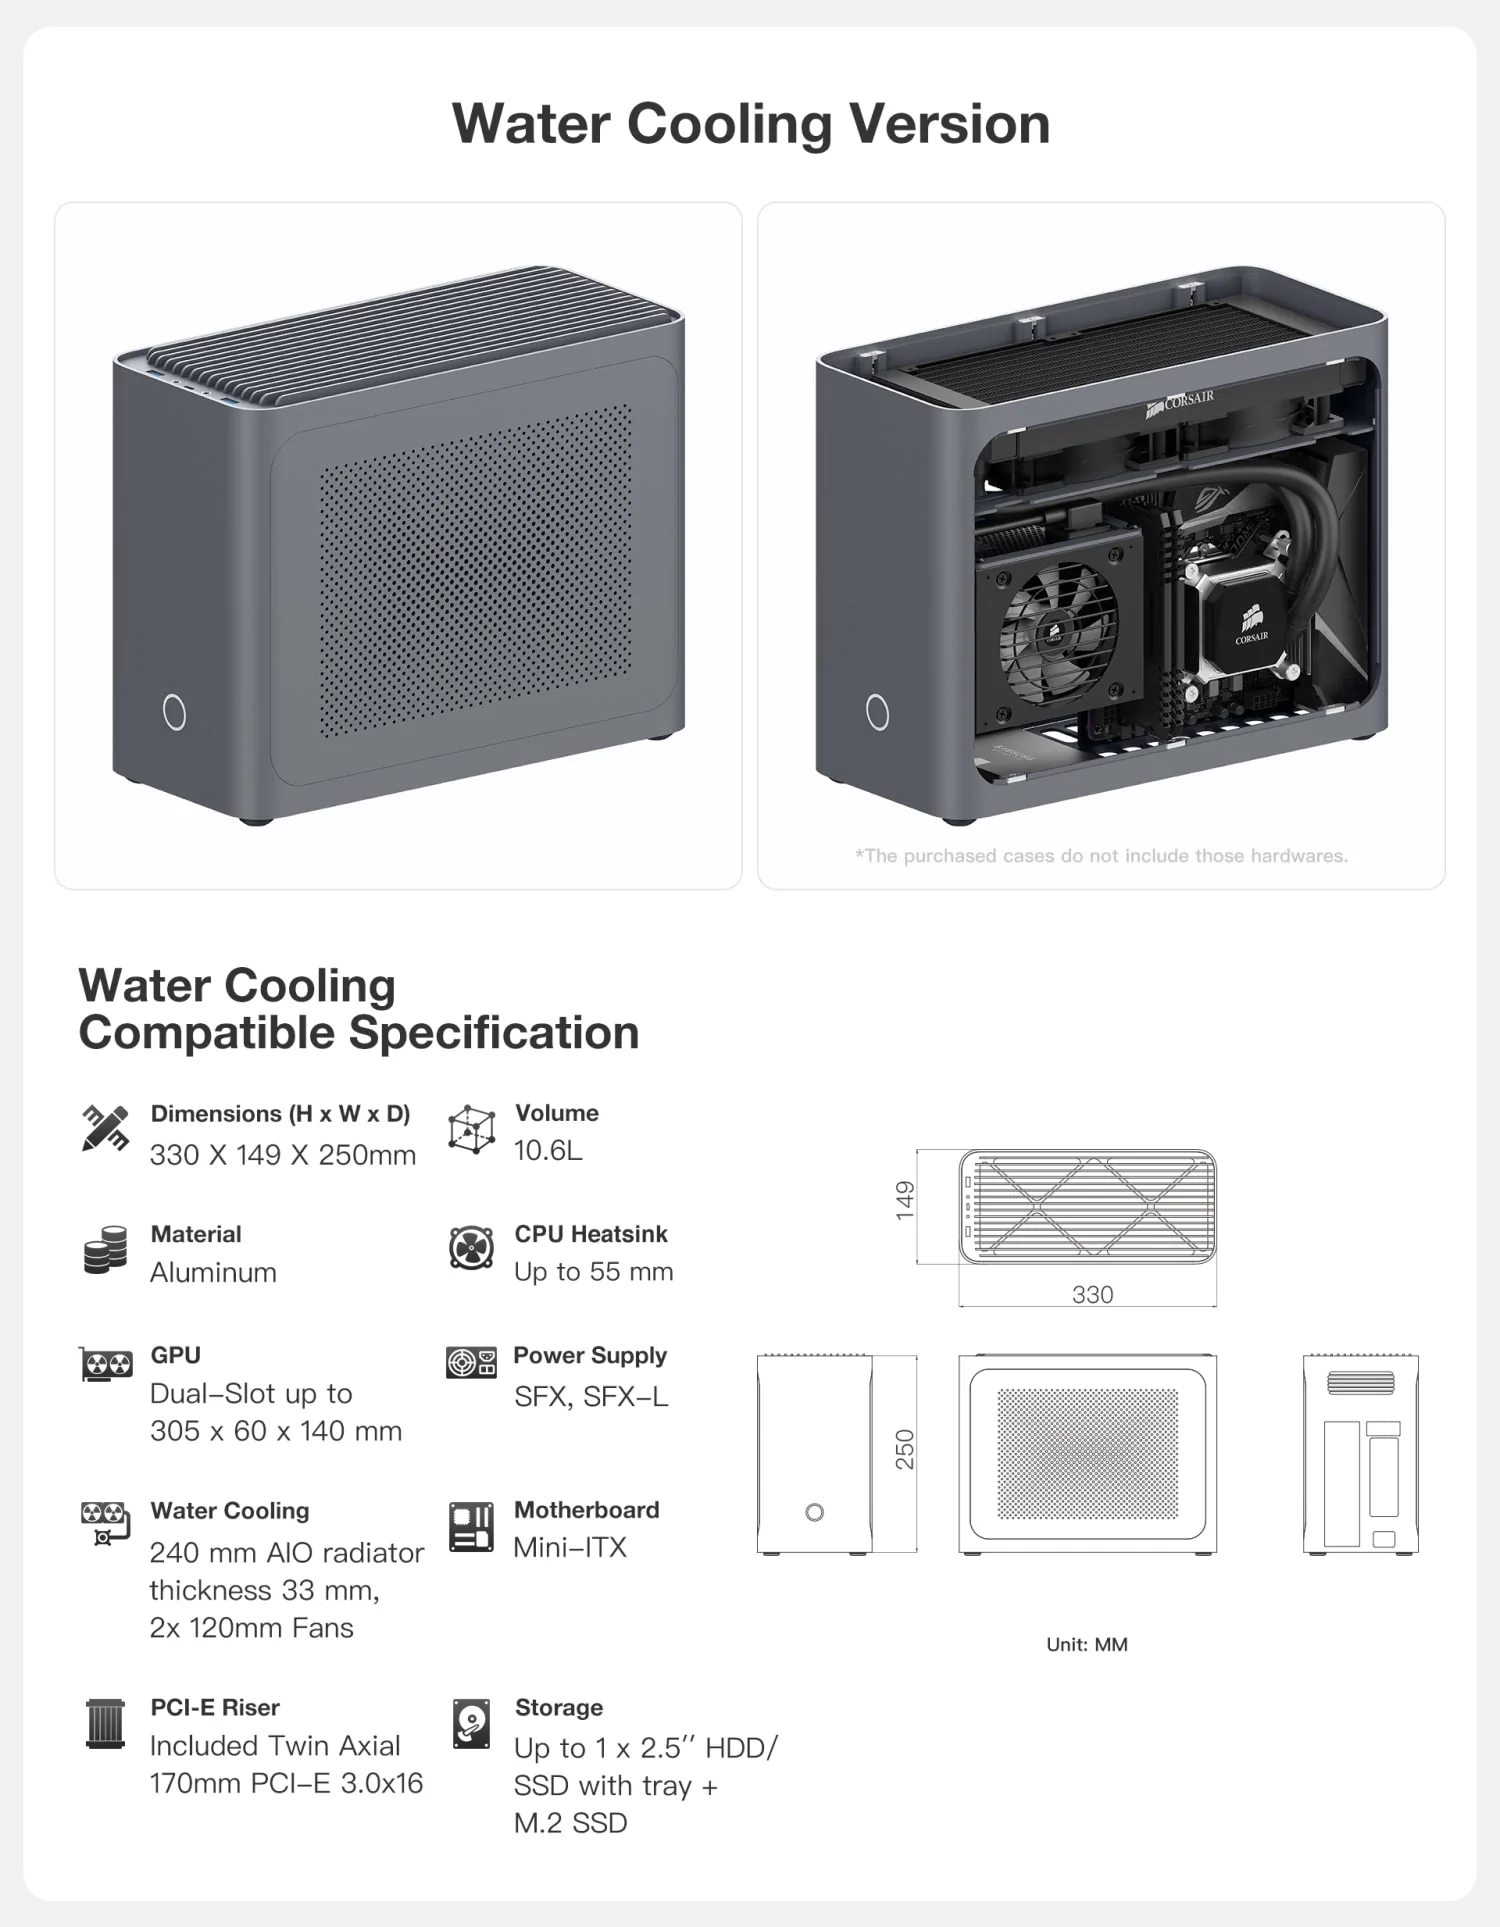 Water Cooling Version
CORSAIR
CORSAIR
*The purchased cases do not include those hardwares.
Water Cooling
Compatible Specification
Dimensions (H x W x D)
330 X 149 X 250mm
Volume
10.6L
Material
Aluminum
CPU Heatsink
Up to 55 mm
GPU
Dual–Slot up to
305 x 60 x 140 mm
Power Supply
SFX, SFX–L
Water Cooling
240 mm AIO radiator
thickness 33 mm,
2x 120mm Fans
Motherboard
Mini–ITX
PCI-E Riser
Included Twin Axial
170mm PCI–E 3.0x16
Storage
Up to 1 x 2.5’’ HDD/
SSD with tray +
M.2 SSD
149
330
250
Unit: MM